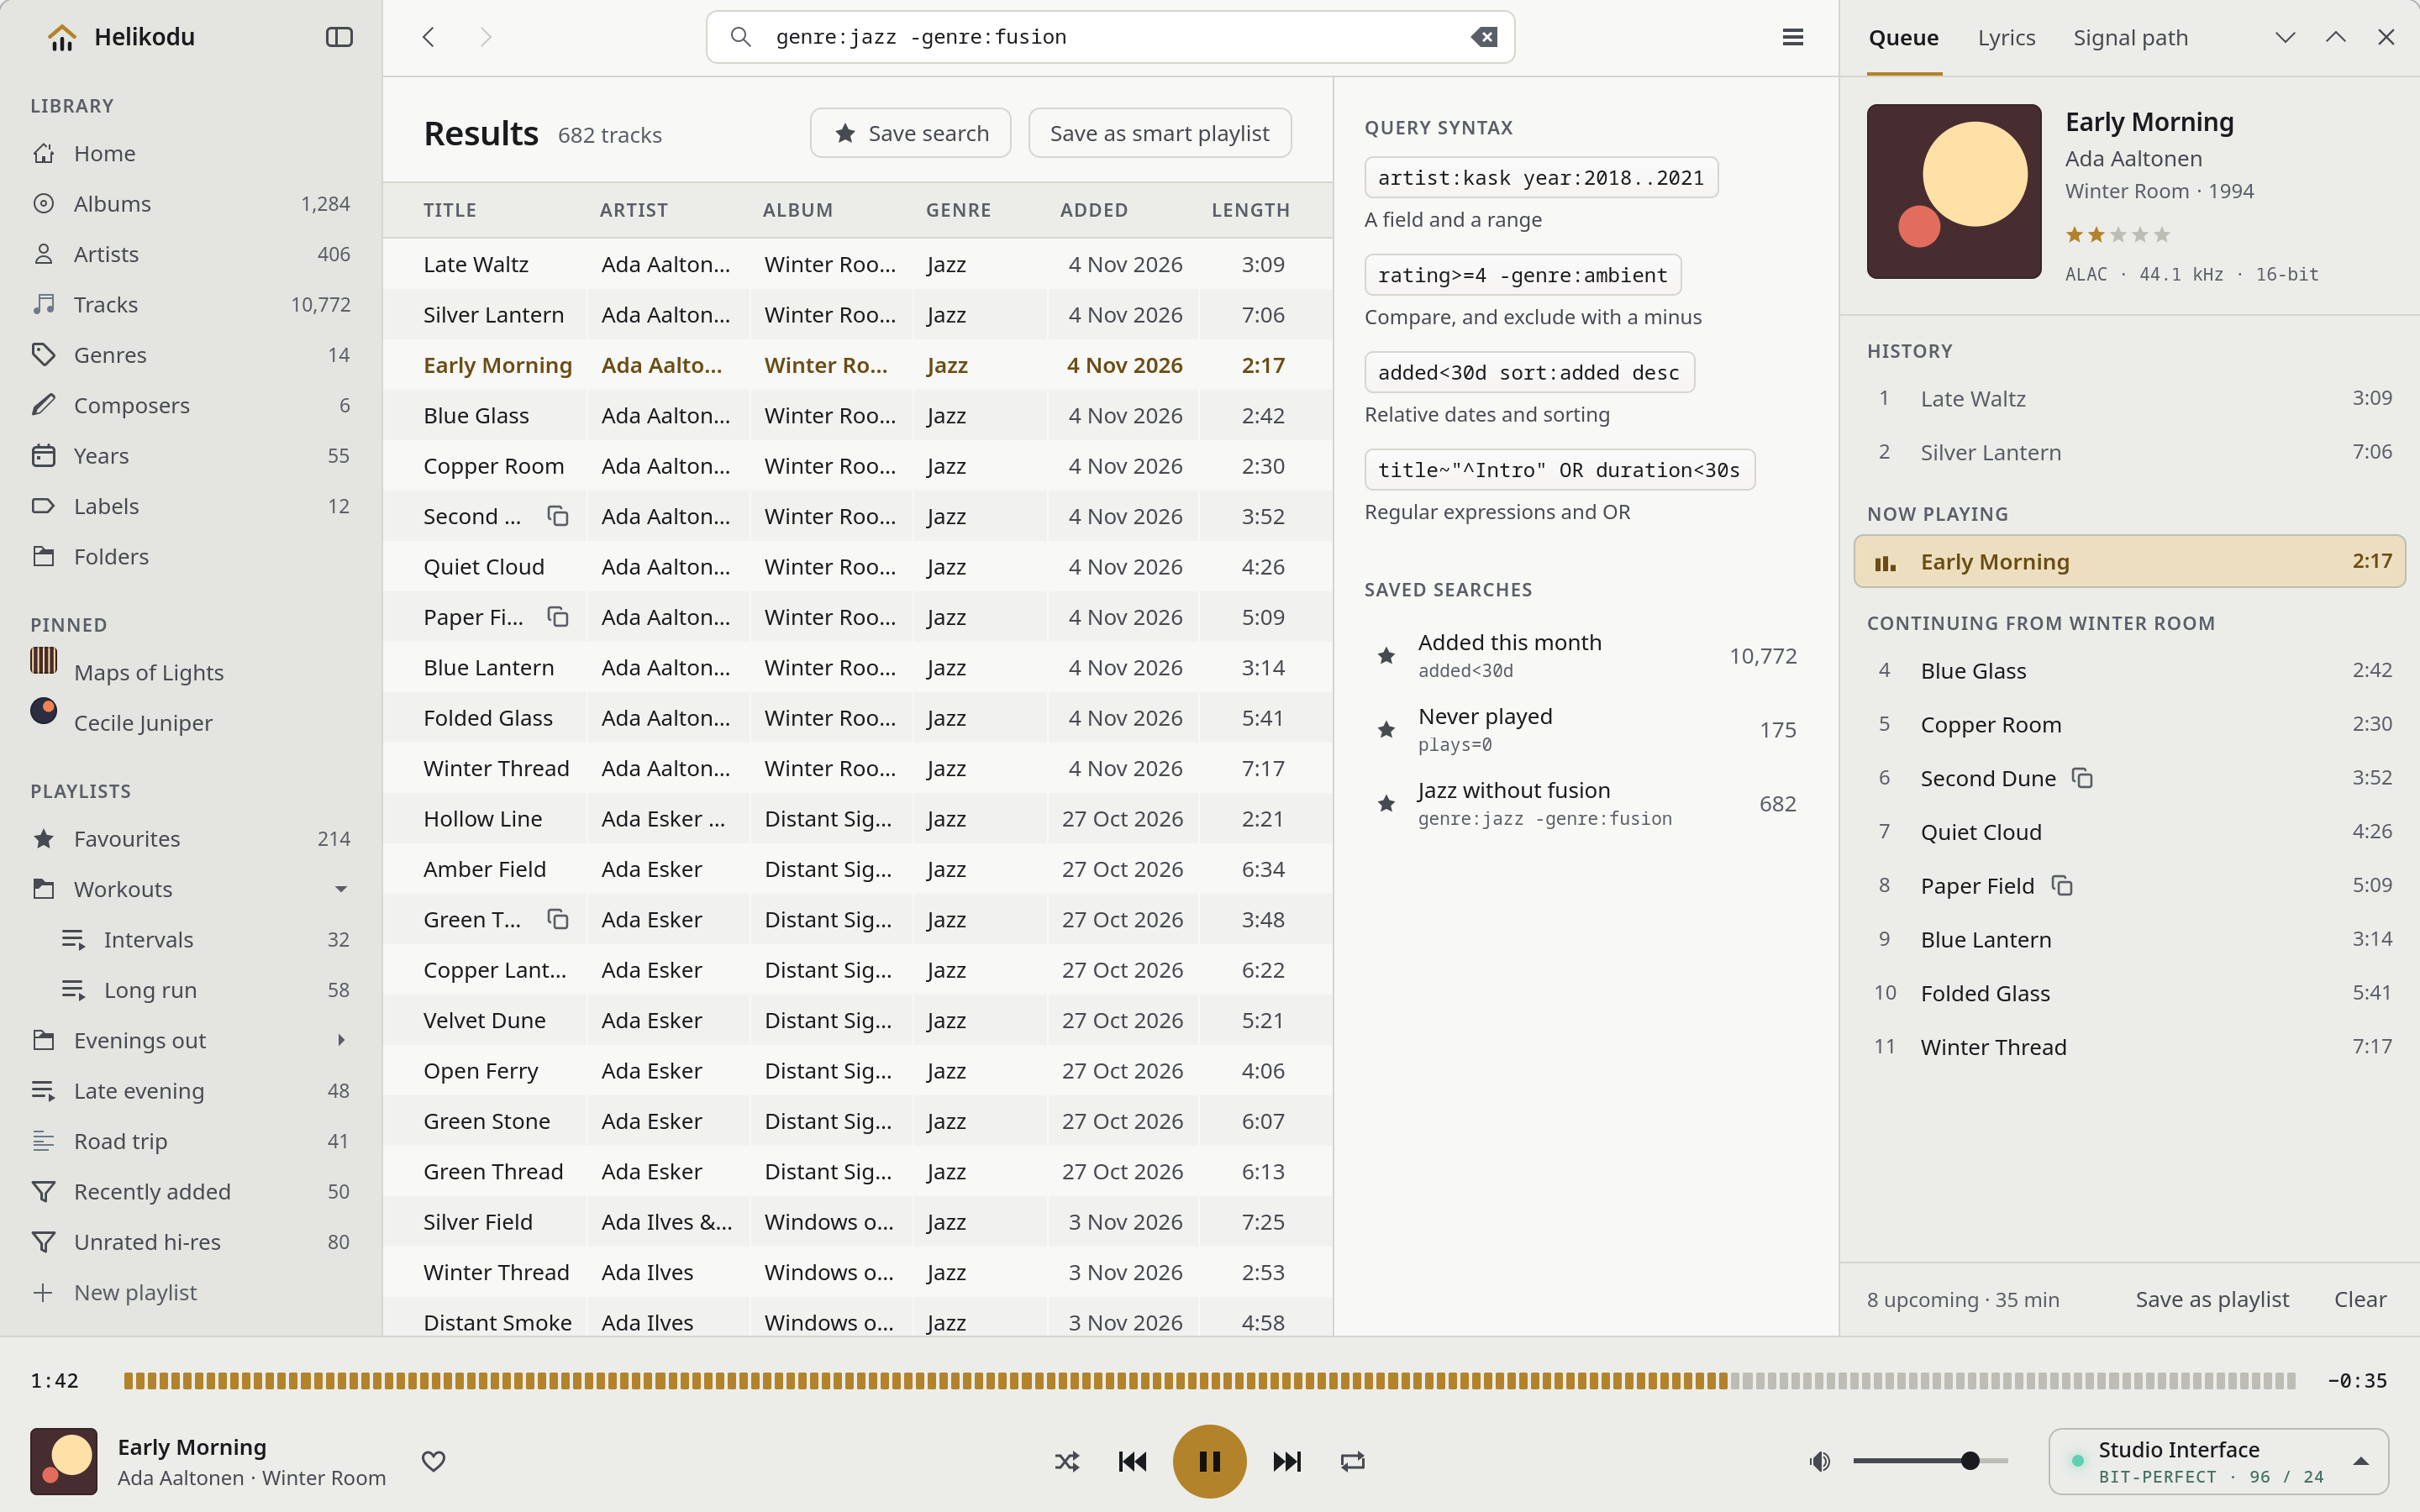 Helikodu
LIBRARY
Home
Albums 1,284
Artists 406
Tracks 10,772
Genres 14
Composers 6
Years 55
Labels 12
Folders
PINNED
Maps of Lights
Cecile Juniper
PLAYLISTS
Favourites 214
Workouts
Intervals 32
Long run 58
Evenings out
Late evening 48
Road trip 41
Recently added 50
Unrated hi-res 80
New playlist
genre:jazz -genre:fusion
Results 682 tracks Save search Save as smart playlist
TITLE ARTIST ALBUM GENRE ADDED LENGTH
Late Waltz Ada Aalton... Winter Roo... Jazz 4 Nov 2026 3:09
Silver Lantern Ada Aalton... Winter Roo... Jazz 4 Nov 2026 7:06
Early Morning Ada Aalto... Winter Ro... Jazz 4 Nov 2026 2:17
Blue Glass Ada Aalton... Winter Roo... Jazz 4 Nov 2026 2:42
Copper Room Ada Aalton... Winter Roo... Jazz 4 Nov 2026 2:30
Second ... Ada Aalton... Winter Roo... Jazz 4 Nov 2026 3:52
Quiet Cloud Ada Aalton... Winter Roo... Jazz 4 Nov 2026 4:26
Paper Fi... Ada Aalton... Winter Roo... Jazz 4 Nov 2026 5:09
Blue Lantern Ada Aalton... Winter Roo... Jazz 4 Nov 2026 3:14
Folded Glass Ada Aalton... Winter Roo... Jazz 4 Nov 2026 5:41
Winter Thread Ada Aalton... Winter Roo... Jazz 4 Nov 2026 7:17
Hollow Line Ada Esker ... Distant Sig... Jazz 27 Oct 2026 2:21
Amber Field Ada Esker Distant Sig... Jazz 27 Oct 2026 6:34
Green T... Ada Esker Distant Sig... Jazz 27 Oct 2026 3:48
Copper Lant... Ada Esker Distant Sig... Jazz 27 Oct 2026 6:22
Velvet Dune Ada Esker Distant Sig... Jazz 27 Oct 2026 5:21
Open Ferry Ada Esker Distant Sig... Jazz 27 Oct 2026 4:06
Green Stone Ada Esker Distant Sig... Jazz 27 Oct 2026 6:07
Green Thread Ada Esker Distant Sig... Jazz 27 Oct 2026 6:13
Silver Field Ada Ilves &... Windows o... Jazz 3 Nov 2026 7:25
Winter Thread Ada Ilves Windows o... Jazz 3 Nov 2026 2:53
Distant Smoke Ada Ilves Windows o... Jazz 3 Nov 2026 4:58
QUERY SYNTAX
artist:kask year:2018..2021
A field and a range
rating>=4 -genre:ambient
Compare, and exclude with a minus
added<30d sort:added desc
Relative dates and sorting
title~"^Intro" OR duration<30s
Regular expressions and OR
SAVED SEARCHES
Added this month 10,772
added<30d
Never played 175
plays=0
Jazz without fusion 682
genre:jazz -genre:fusion
Queue Lyrics Signal path
Early Morning
Ada Aaltonen
Winter Room · 1994
ALAC · 44.1 kHz · 16-bit
HISTORY
1 Late Waltz 3:09
2 Silver Lantern 7:06
NOW PLAYING
Early Morning 2:17
CONTINUING FROM WINTER ROOM
4 Blue Glass 2:42
5 Copper Room 2:30
6 Second Dune 3:52
7 Quiet Cloud 4:26
8 Paper Field 5:09
9 Blue Lantern 3:14
10 Folded Glass 5:41
11 Winter Thread 7:17
8 upcoming · 35 min Save as playlist Clear
1:42 −0:35
Early Morning
Ada Aaltonen · Winter Room
Studio Interface
BIT-PERFECT · 96 / 24